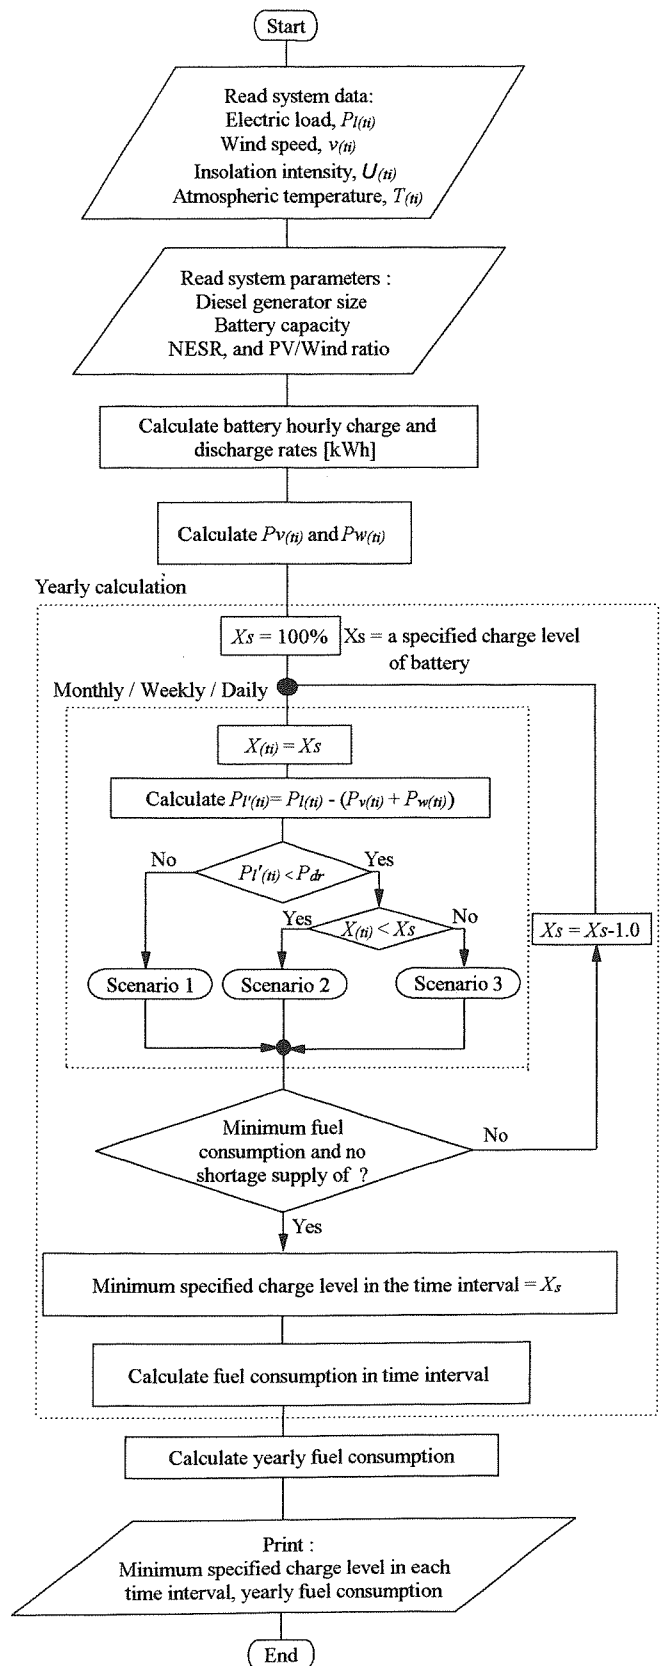 Start
Read system data:
Electric load, Pl(ti)
Wind speed, v(ti)
Insolation intensity, U(ti)
Atmospheric temperature, T(ti)
Read system parameters :
Diesel generator size
Battery capacity
NESR, and PV/Wind ratio
Calculate battery hourly charge and
discharge rates [kWh]
Calculate Pv(ti) and Pw(ti)
Yearly calculation
Xs = 100%
Xs = a specified charge level
of battery
Monthly / Weekly / Daily
X(ti) = Xs
Calculate Pl'(ti)= Pl(ti) - (Pv(ti) + Pw(ti))
No
Pl'(ti) < Pdr
Yes
Yes
X(ti) < Xs
No
Xs = Xs-1.0
Scenario 1
Scenario 2
Scenario 3
Minimum fuel
consumption and no
shortage supply of ?
No
Yes
Minimum specified charge level in the time interval = Xs
Calculate fuel consumption in time interval
Calculate yearly fuel consumption
Print :
Minimum specified charge level in each
time interval, yearly fuel consumption
End